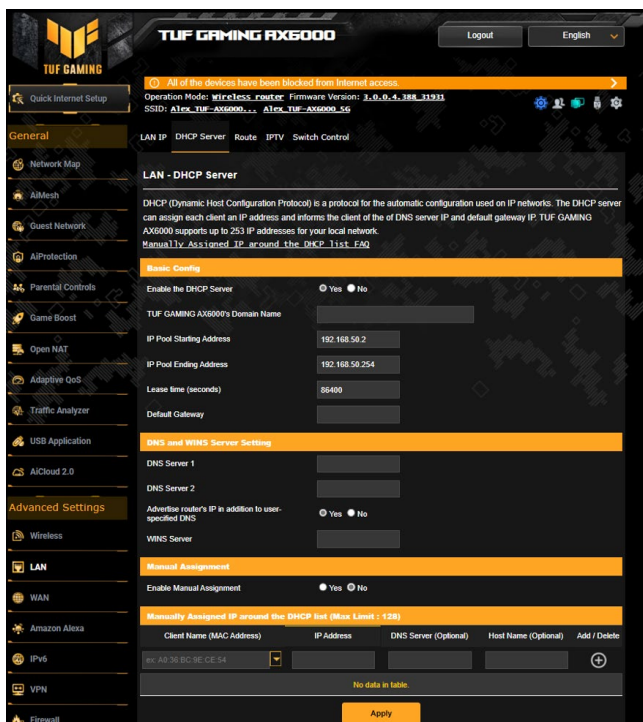 TUF GAMING
TUF GAMING AX6000
Logout
English
All of the devices have been blocked from Internet access.
Quick Internet Setup
Operation Mode: Wireless router Firmware Version: 3.0.0.4.388_31931
SSID: Alex_TUF-AX6000... Alex_TUF-AX6000_5G
General
LAN IP DHCP Server Route IPTV Switch Control
Network Map
AiMesh
Guest Network
AiProtection
Parental Controls
Game Boost
Open NAT
Adaptive QoS
Traffic Analyzer
USB Application
AiCloud 2.0
Advanced Settings
Wireless
LAN
WAN
Amazon Alexa
IPv6
VPN
Firewall
LAN - DHCP Server
DHCP (Dynamic Host Configuration Protocol) is a protocol for the automatic configuration used on IP networks. The DHCP server
can assign each client an IP address and informs the client of the of DNS server IP and default gateway IP. TUF GAMING
AX6000 supports up to 253 IP addresses for your local network.
Manually Assigned IP around the DHCP list FAQ
Basic Config
Enable the DHCP Server Yes No
TUF GAMING AX6000's Domain Name
IP Pool Starting Address 192.168.50.2
IP Pool Ending Address 192.168.50.254
Lease time (seconds) 86400
Default Gateway
DNS and WINS Server Setting
DNS Server 1
DNS Server 2
Advertise router's IP in addition to user-
specified DNS Yes No
WINS Server
Manual Assignment
Enable Manual Assignment Yes No
Manually Assigned IP around the DHCP list (Max Limit : 128)
Client Name (MAC Address) IP Address DNS Server (Optional) Host Name (Optional) Add / Delete
ex: A0:36:BC:9E:CE:54
No data in table.
Apply